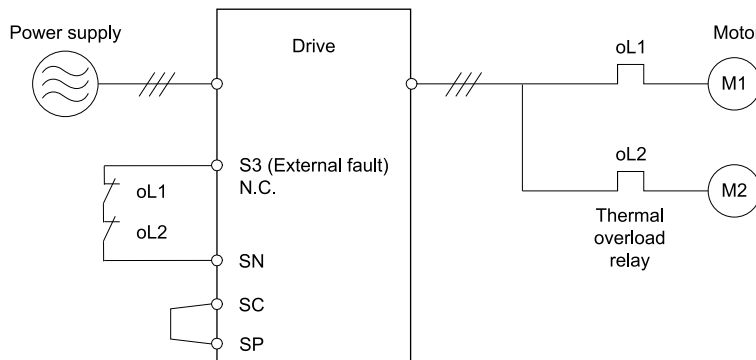 Power supply
Drive
oL1
Moto
M1
S3 (External fault)
N.C.
oL1
oL2
oL2
M2
Thermal
overload
relay
SN
SC
SP